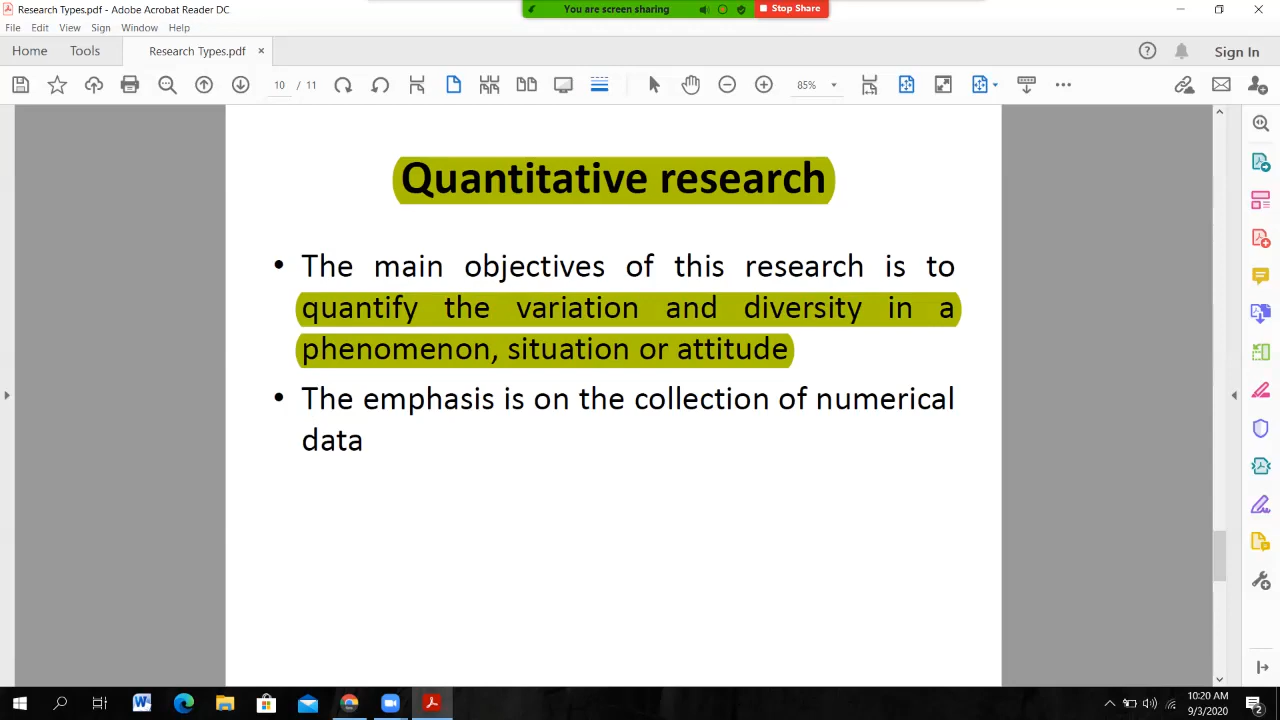 Research Types.pdf - Adobe Acrobat Reader DC
You are screen sharing
Stop Share
File Edit View Sign Window Help
Home Tools Research Types.pdf × Sign In
10 / 11 85%
Quantitative research
• The main objectives of this research is to
quantify the variation and diversity in a
phenomenon, situation or attitude
• The emphasis is on the collection of numerical
data
10:20 AM
9/3/2020
2